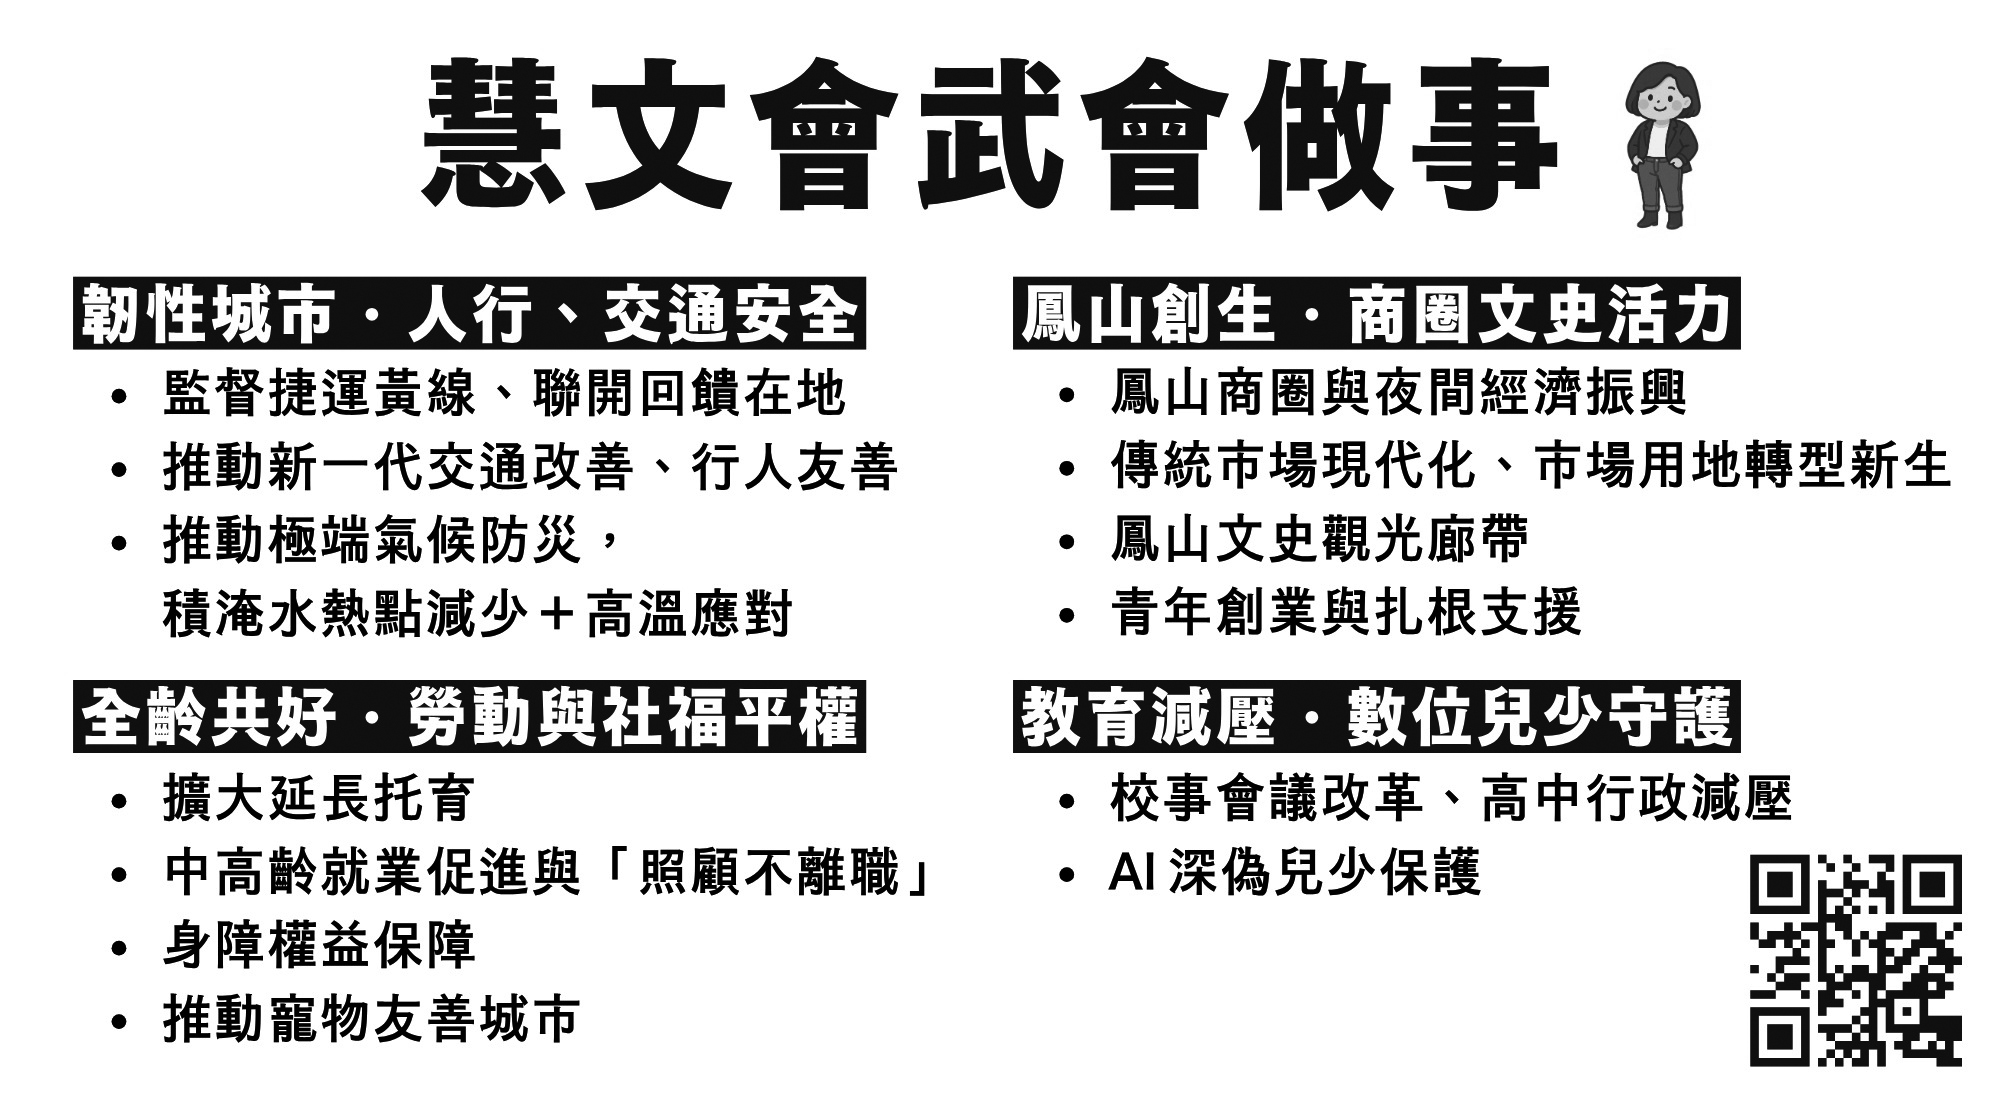 慧文會武會做事
韌性城市・人行、交通安全
• 監督捷運黃線、聯開回饋在地
• 推動新一代交通改善、行人友善
• 推動極端氣候防災，
積淹水熱點減少＋高溫應對
鳳山創生・商圈文史活力
• 鳳山商圈與夜間經濟振興
• 傳統市場現代化、市場用地轉型新生
• 鳳山文史觀光廊帶
• 青年創業與扎根支援
全齡共好・勞動與社福平權
• 擴大延長托育
• 中高齡就業促進與「照顧不離職」
• 身障權益保障
• 推動寵物友善城市
教育減壓・數位兒少守護
• 校事會議改革、高中行政減壓
• AI 深偽兒少保護